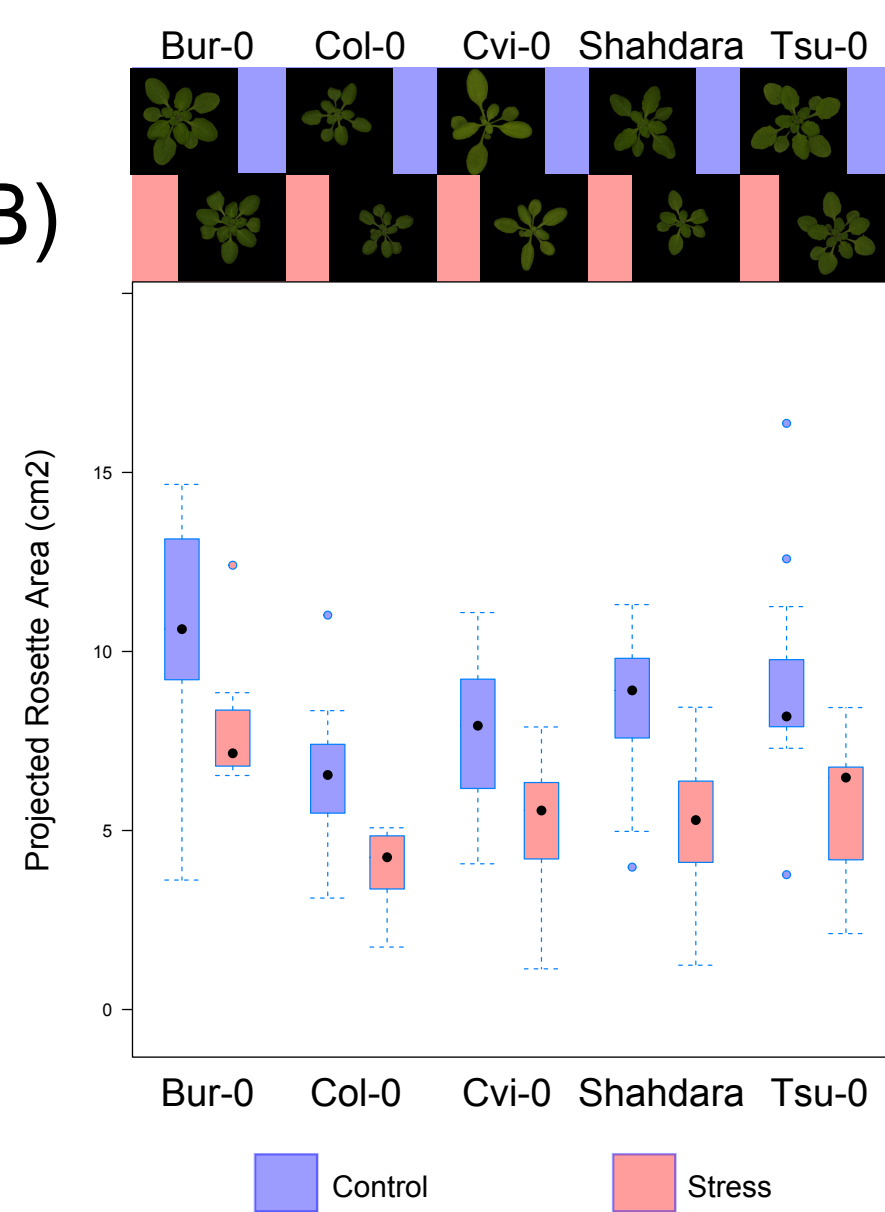 Bur-0 Col-0 Cvi-0 Shahdara Tsu-0
B)
Projected Rosette Area (cm2)
15
10
5
0
Bur-0 Col-0 Cvi-0 Shahdara Tsu-0
Control Stress